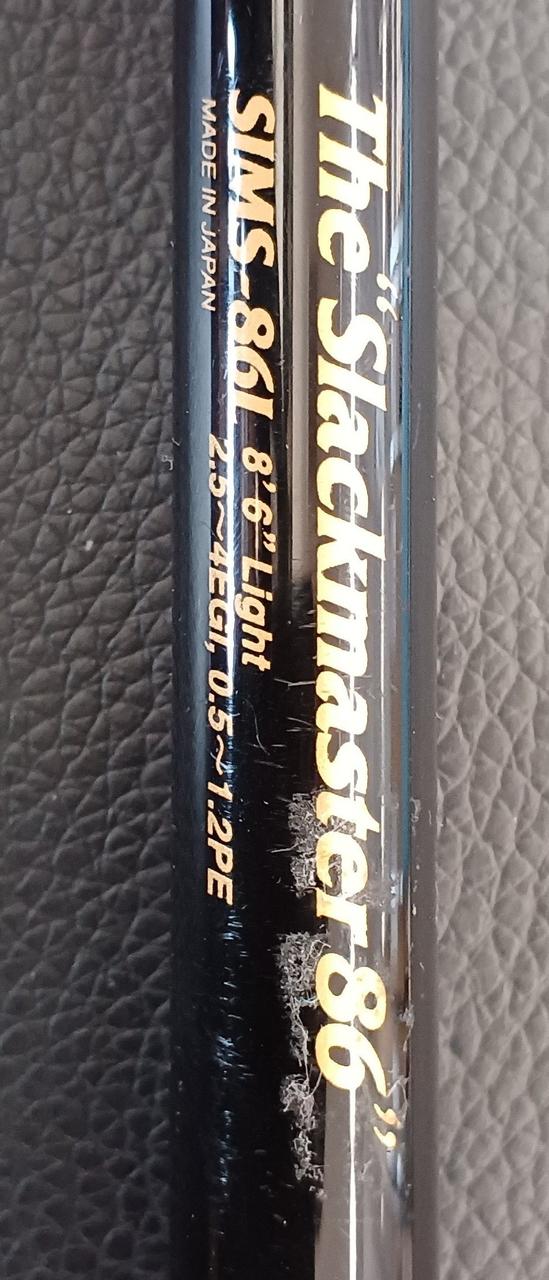 The “Slackmaster 86”
SIMS-86L 8’6” Light
MADE IN JAPAN 2.5～4EGI, 0.5～1.2PE